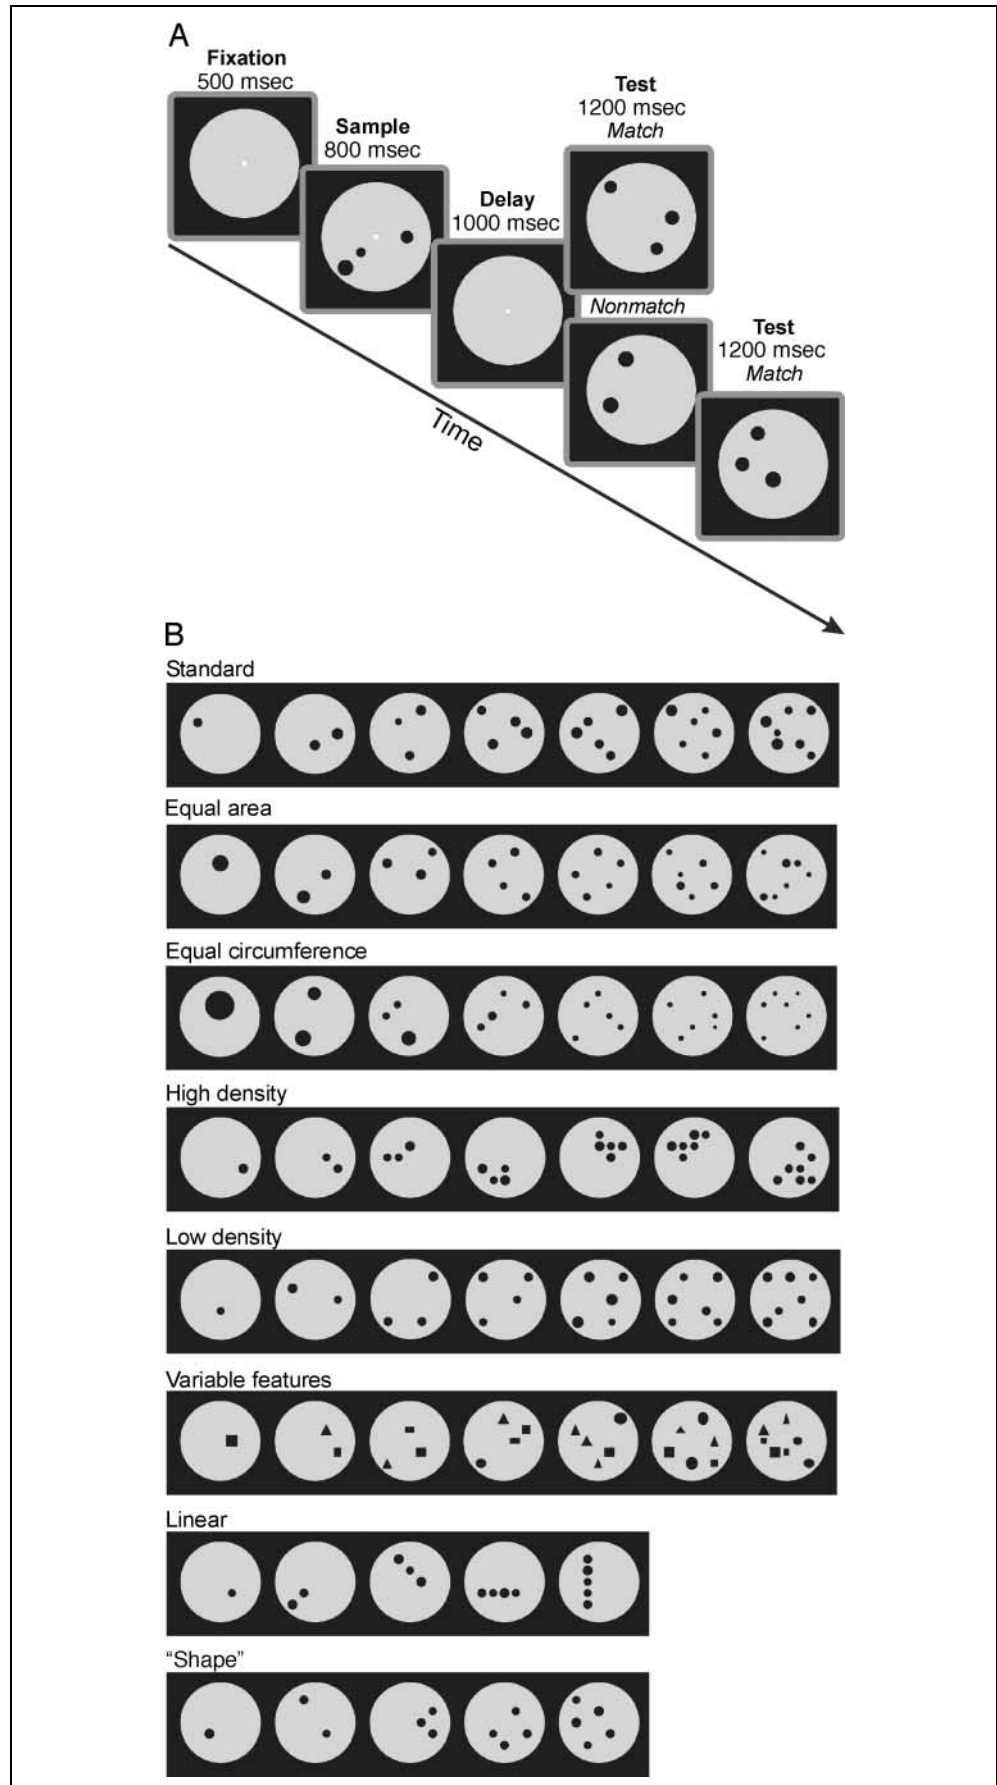 A
Fixation
500 msec
Sample
800 msec
Delay
1000 msec
Test
1200 msec
Match
Nonmatch
Test
1200 msec
Match
Time
B
Standard
Equal area
Equal circumference
High density
Low density
Variable features
Linear
“Shape”